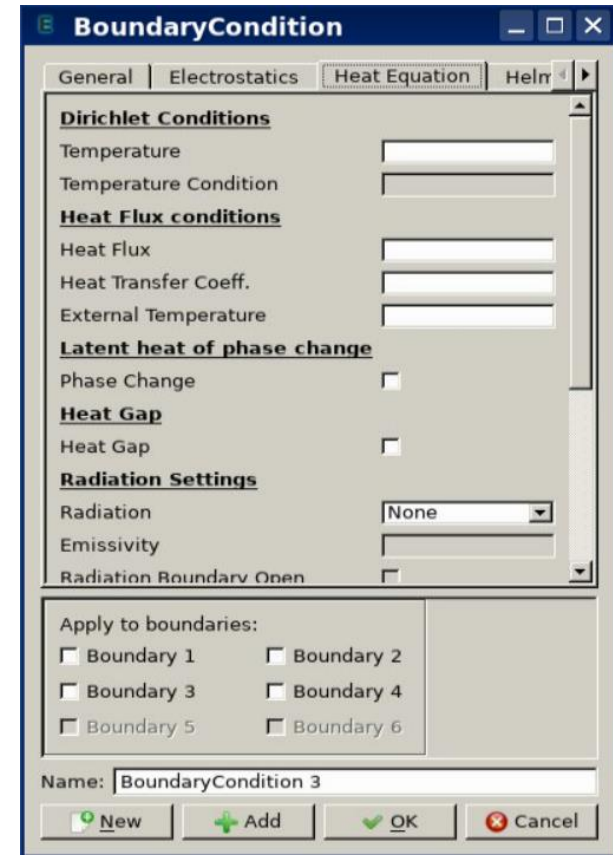 E BoundaryCondition
General Electrostatics Heat Equation Helm
Dirichlet Conditions
Temperature
Temperature Condition
Heat Flux conditions
Heat Flux
Heat Transfer Coeff.
External Temperature
Latent heat of phase change
Phase Change
Heat Gap
Heat Gap
Radiation Settings
Radiation None
Emissivity
Radiation Boundary Open
Apply to boundaries:
Boundary 1 Boundary 2
Boundary 3 Boundary 4
Boundary 5 Boundary 6
Name: BoundaryCondition 3
New Add OK Cancel